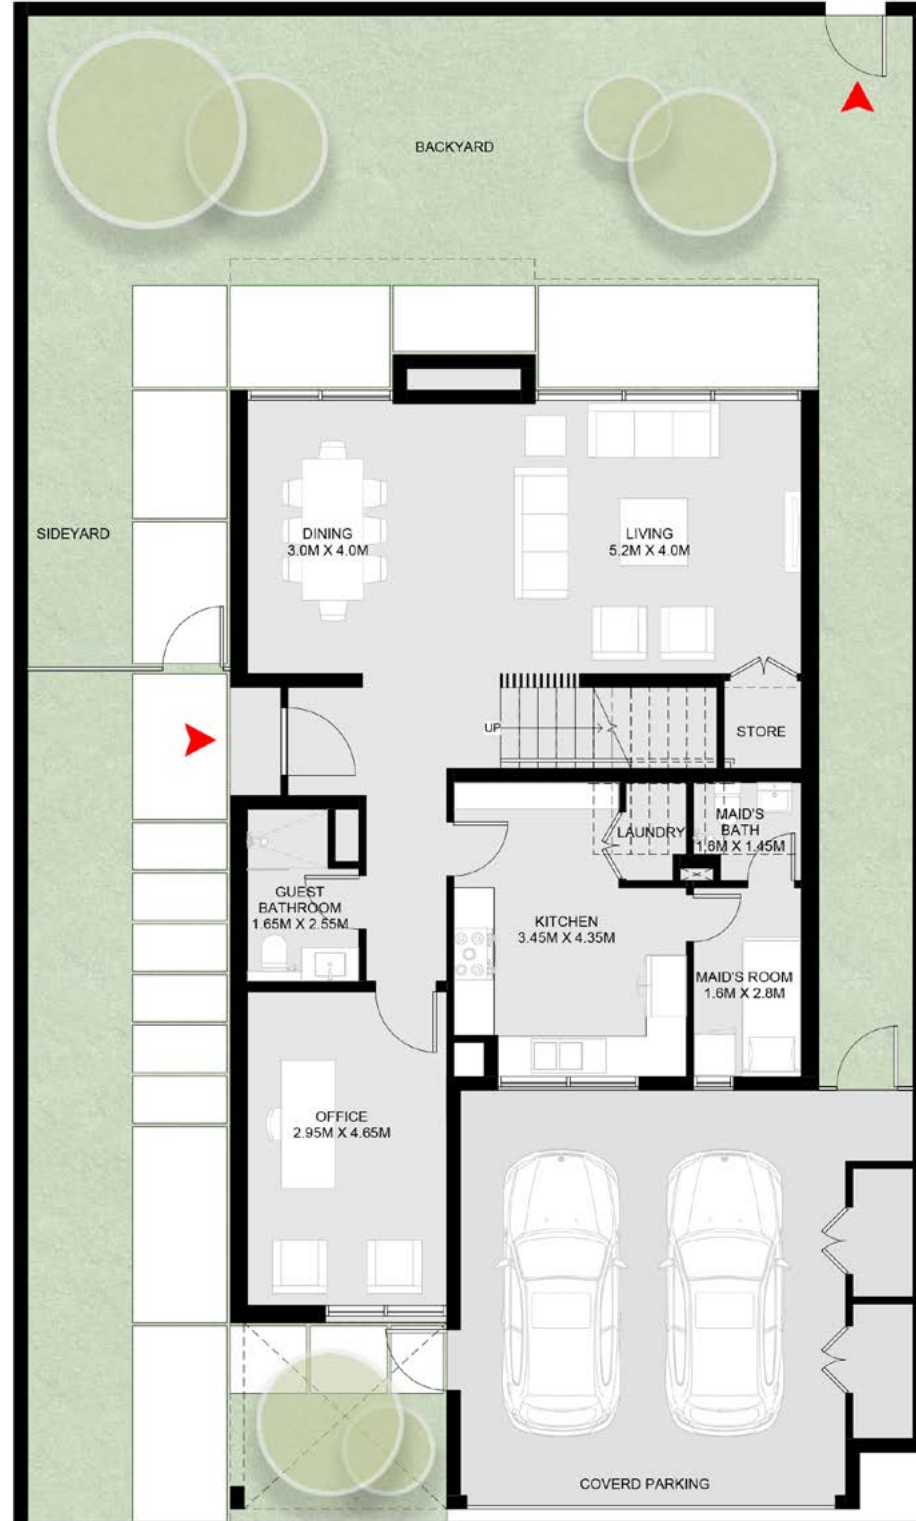 BACKYARD
SIDEYARD
DINING
3.0M X 4.0M
LIVING
5.2M X 4.0M
UP
STORE
LAUNDRY
MAID'S
BATH
1.6M X 1.45M
GUEST
BATHROOM
1.65M X 2.55M
KITCHEN
3.45M X 4.35M
MAID'S ROOM
1.6M X 2.8M
OFFICE
2.95M X 4.65M
COVERD PARKING